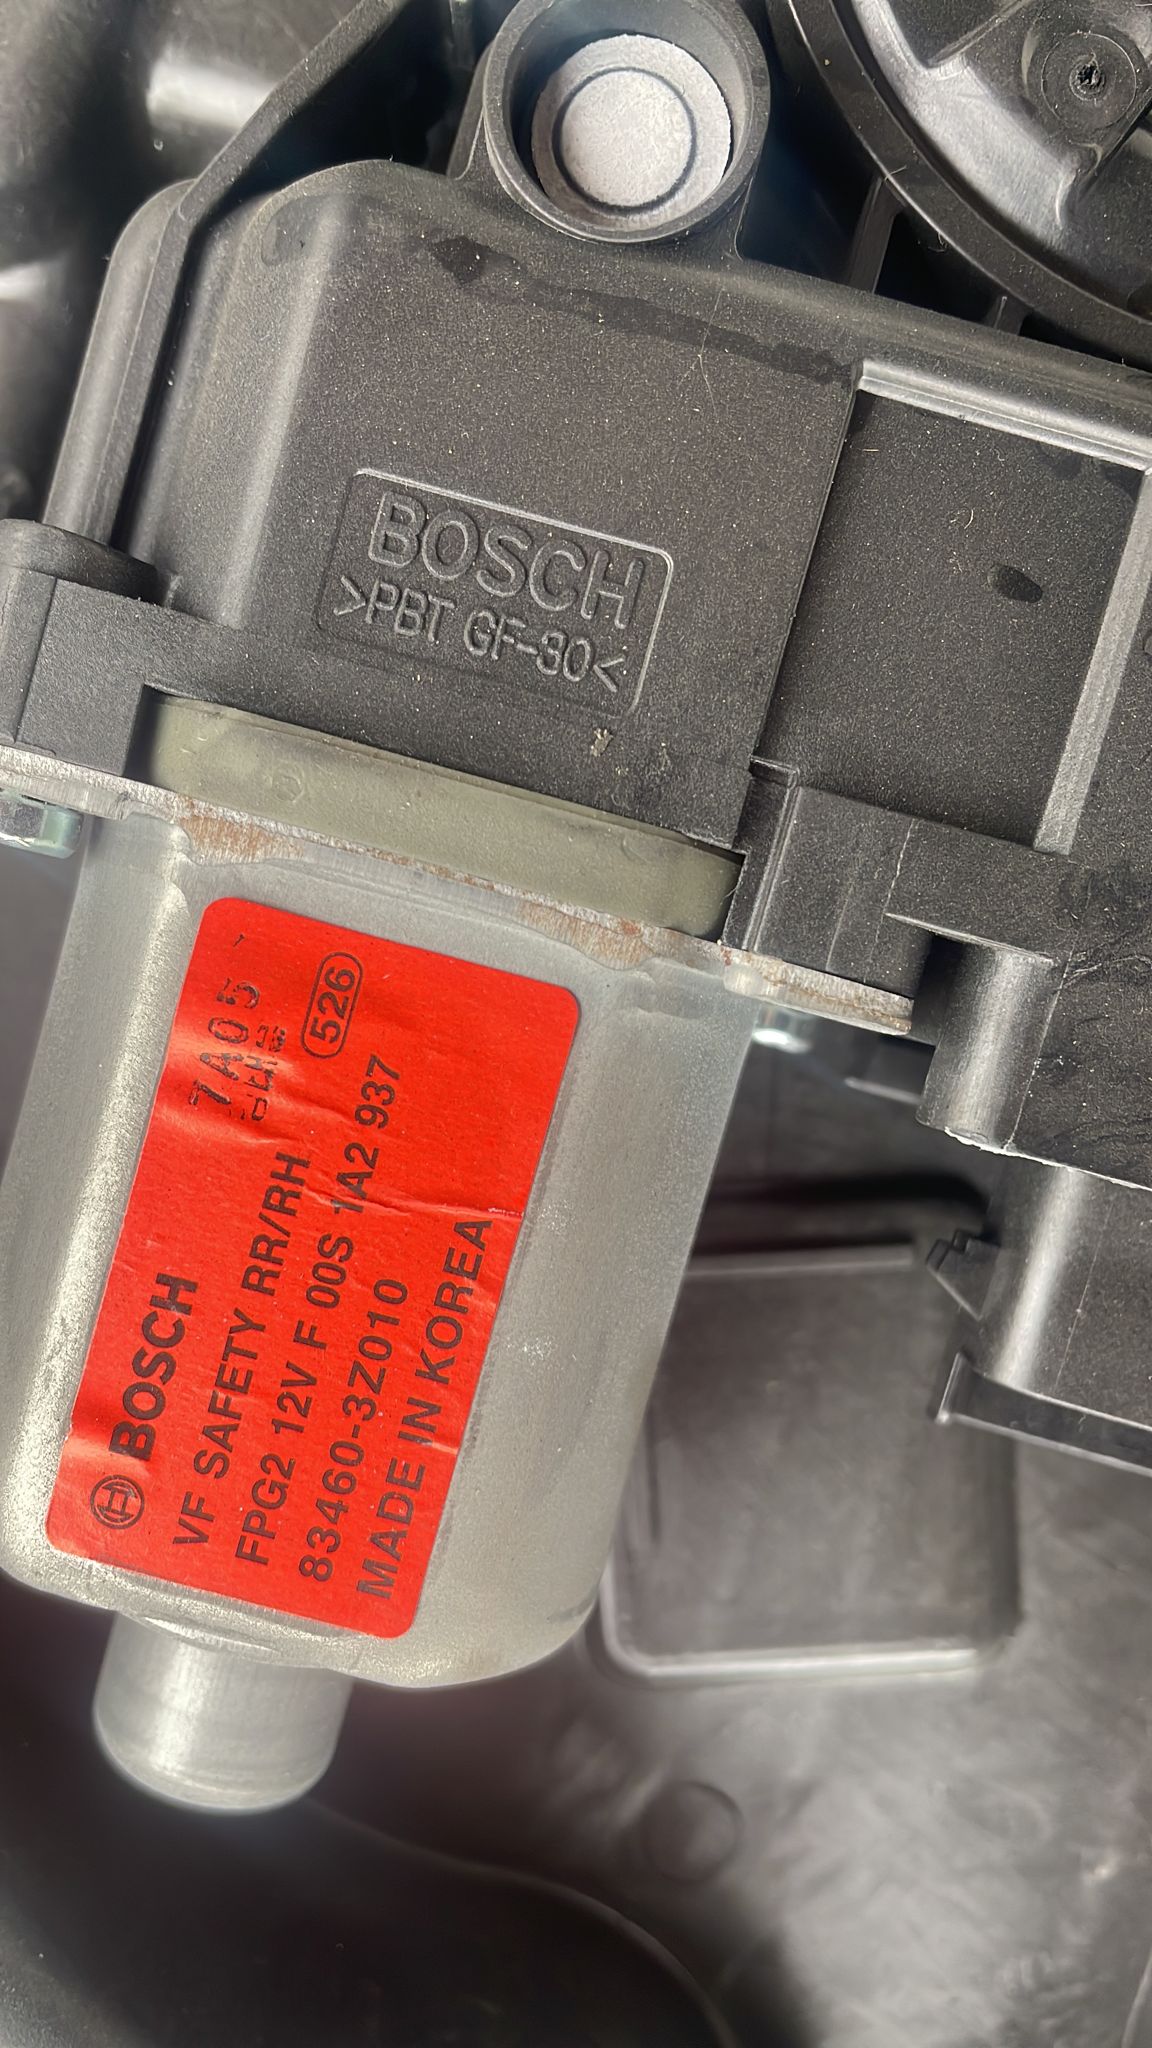 BOSCH
>PBT GF-30<
7A05
526
BOSCH
VF SAFETY RR/RH
FPG2 12V F 00S 1A2 937
83460-3Z010
MADE IN KOREA